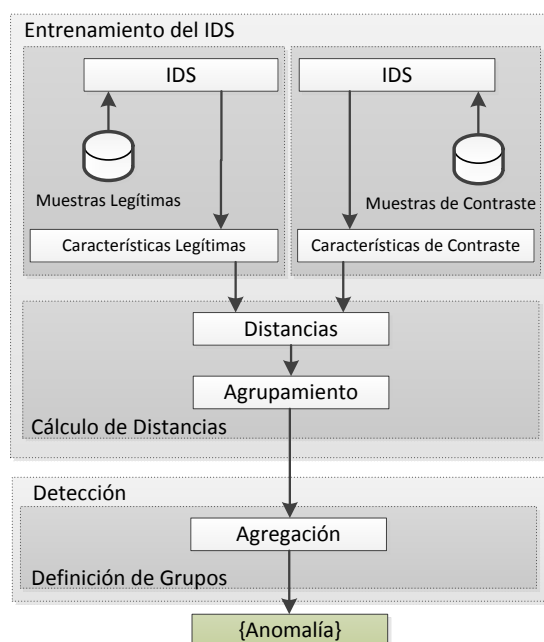 Entrenamiento del IDS
IDS
IDS
Muestras Legítimas
Muestras de Contraste
Características Legítimas
Características de Contraste
Distancias
Agrupamiento
Cálculo de Distancias
Detección
Agregación
Definición de Grupos
{Anomalía}